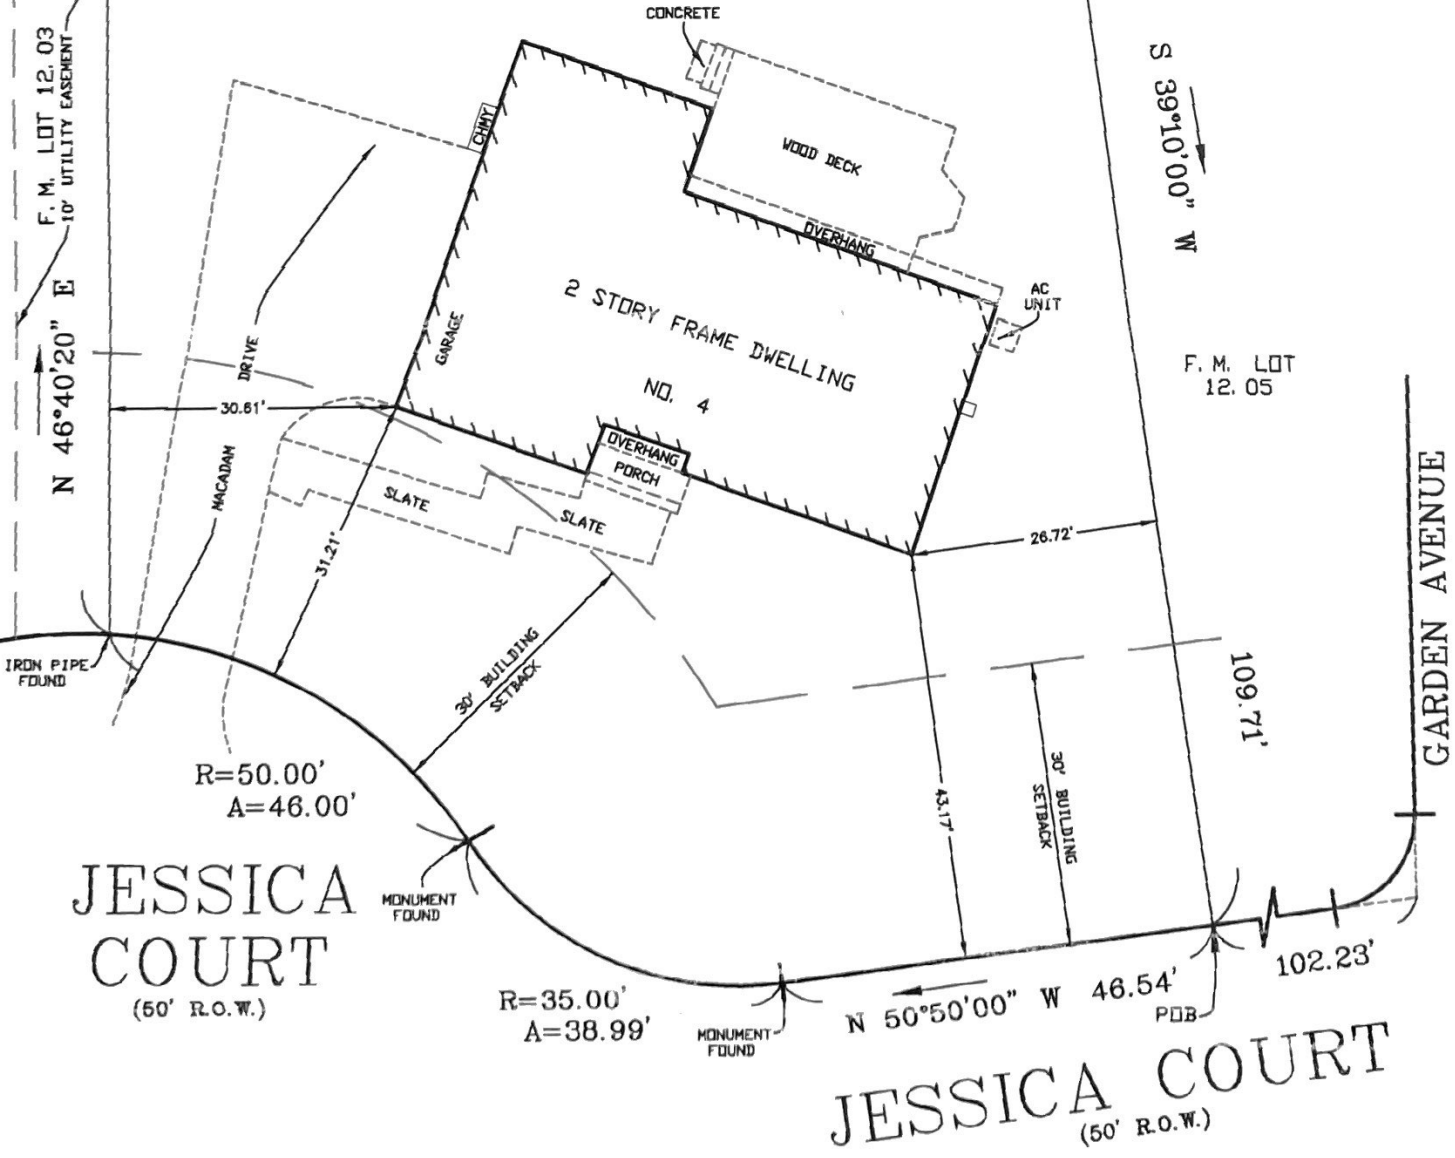 CONCRETE
F. M. LOT 12. 03
10' UTILITY EASEMENT
N 46°40'20" E
S 39°10'00" W
CHMY
WOOD DECK
OVERHANG
AC
UNIT
2 STORY FRAME DWELLING
NO. 4
GARAGE
DRIVE
MACADAM
30.61'
OVERHANG
PORCH
SLATE
SLATE
31.21'
26.72'
F. M. LOT
12. 05
GARDEN AVENUE
IRON PIPE
FOUND
30' BUILDING
SETBACK
109.71'
43.17'
30' BUILDING
SETBACK
R=50.00'
A=46.00'
JESSICA
COURT
(50' R.O.W.)
MONUMENT
FOUND
R=35.00'
A=38.99'
MONUMENT
FOUND
N 50°50'00" W 46.54'
POB
102.23'
JESSICA COURT
(50' R.O.W.)